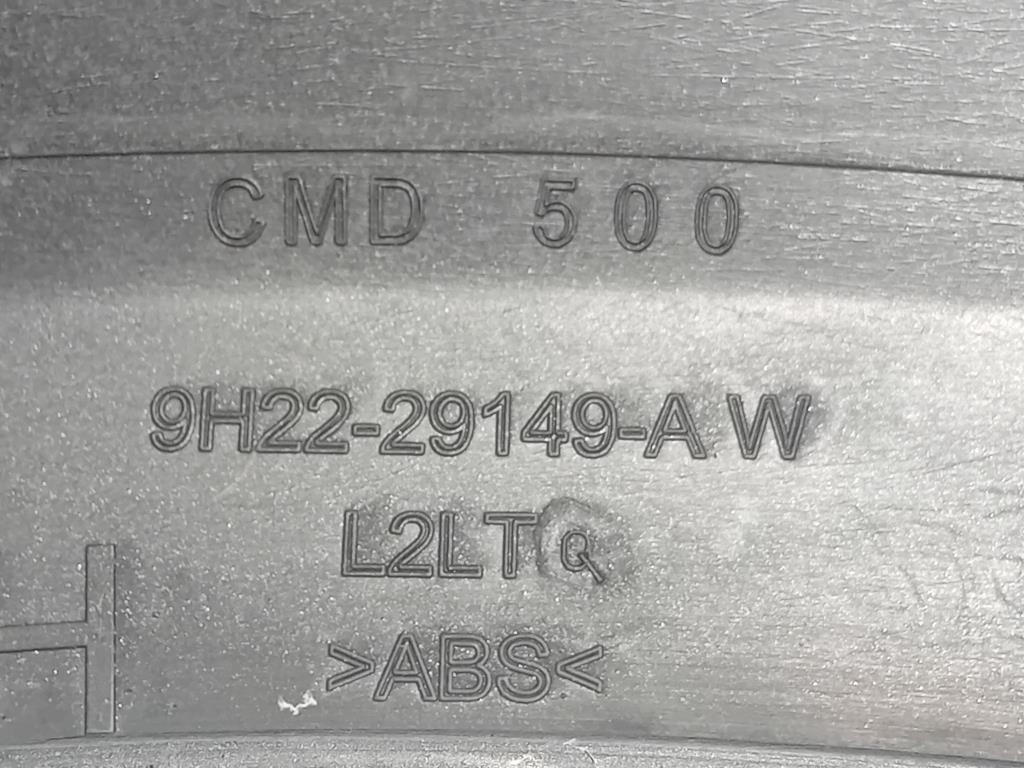 CMD 500
9H22-29149-A W
L2LTQ
>ABS<